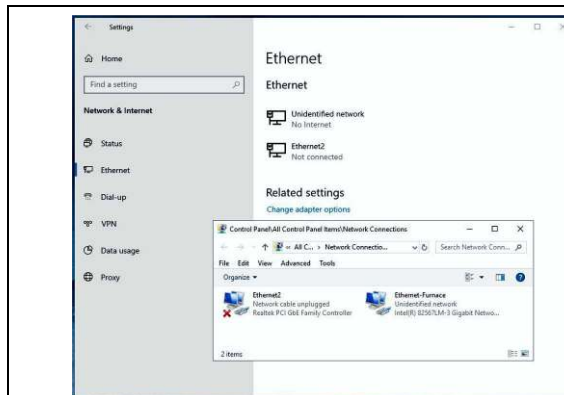 Settings
Home
Find a setting
Network & Internet
Status
Ethernet
Dial-up
VPN
Data usage
Proxy
Ethernet
Ethernet
Unidentified network
No Internet
Ethernet2
Not connected
Related settings
Change adapter options
Control Panel\All Control Panel Items\Network Connections
« All C... › Network Connectio...
Search Network Conn...
File Edit View Advanced Tools
Organize
Ethernet2
Network cable unplugged
Realtek PCI GbE Family Controller
Ethernet-Furnace
Unidentified network
Intel(R) 82567LM-3 Gigabit Netwo...
2 items